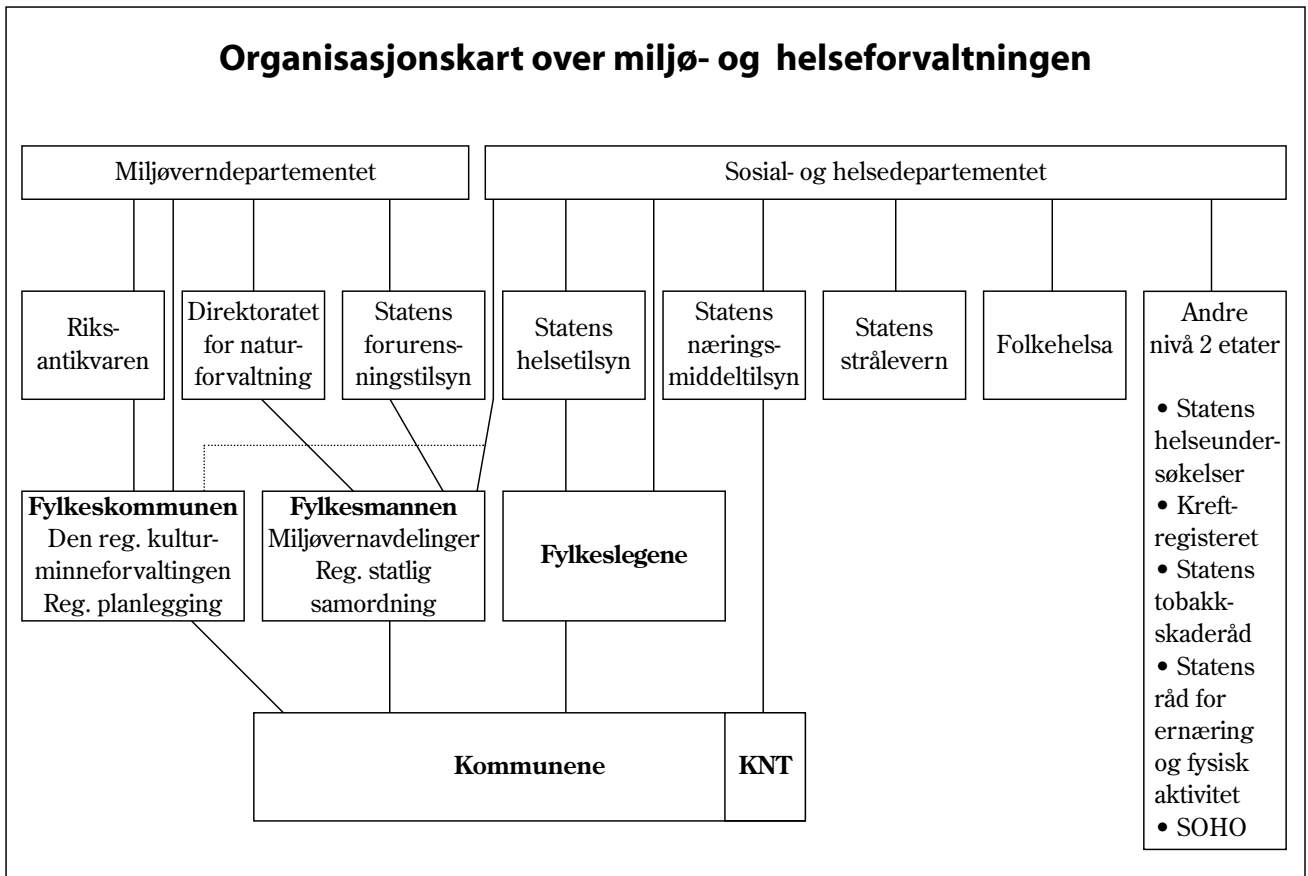 Organisasjonskart over miljø- og helseforvaltningen
Miljøverndepartementet
Sosial- og helsedepartementet
Riks-
antikvaren
Direktoratet
for natur-
forvaltning
Statens
forurens-
ningstilsyn
Statens
helsetilsyn
Statens
nærings-
middeltilsyn
Statens
strålevern
Folkehelsa
Andre
nivå 2 etater
• Statens
helseunder-
søkelser
• Kreft-
registeret
• Statens
tobakk-
skaderåd
• Statens
råd for
ernæring
og fysisk
aktivitet
• SOHO
Fylkeskommunen
Den reg. kultur-
minneforvaltingen
Reg. planlegging
Fylkesmannen
Miljøvernavdelinger
Reg. statlig
samordning
Fylkeslegene
Kommunene
KNT